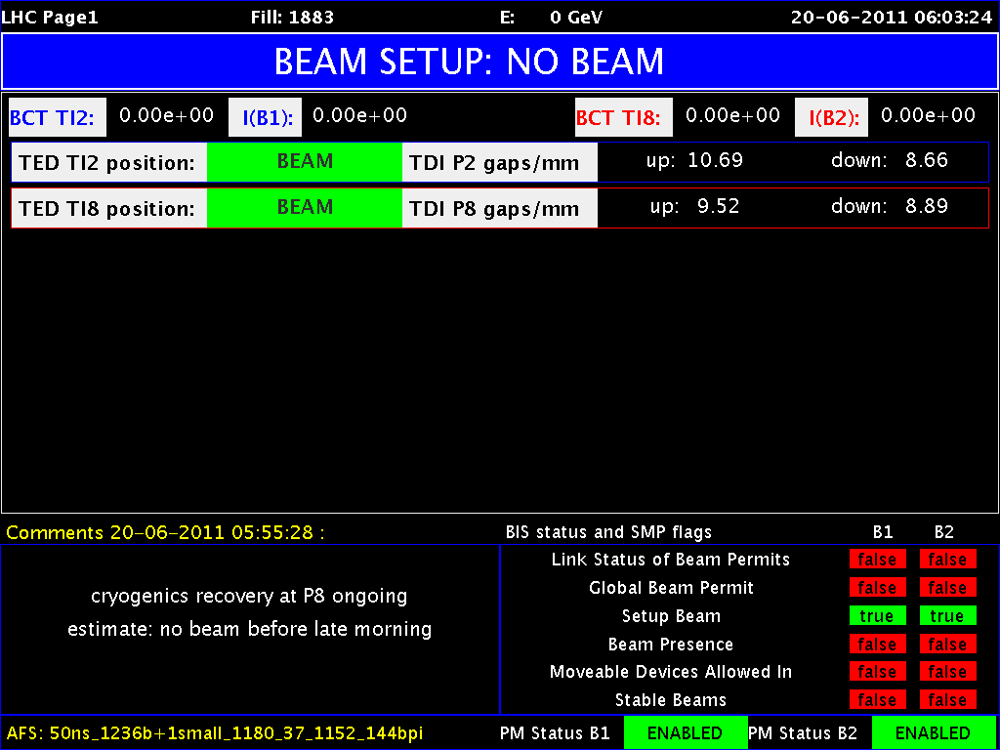 LHC Page1 Fill: 1883 E: 0 GeV 20-06-2011 06:03:24
BEAM SETUP: NO BEAM
BCT TI2: 0.00e+00 I(B1): 0.00e+00 BCT TI8: 0.00e+00 I(B2): 0.00e+00
TED TI2 position: BEAM TDI P2 gaps/mm up: 10.69 down: 8.66
TED TI8 position: BEAM TDI P8 gaps/mm up: 9.52 down: 8.89
Comments 20-06-2011 05:55:28 :
cryogenics recovery at P8 ongoing
estimate: no beam before late morning
BIS status and SMP flags B1 B2
Link Status of Beam Permits false false
Global Beam Permit false false
Setup Beam true true
Beam Presence false false
Moveable Devices Allowed In false false
Stable Beams false false
AFS: 50ns_1236b+1small_1180_37_1152_144bpi PM Status B1 ENABLED PM Status B2 ENABLED